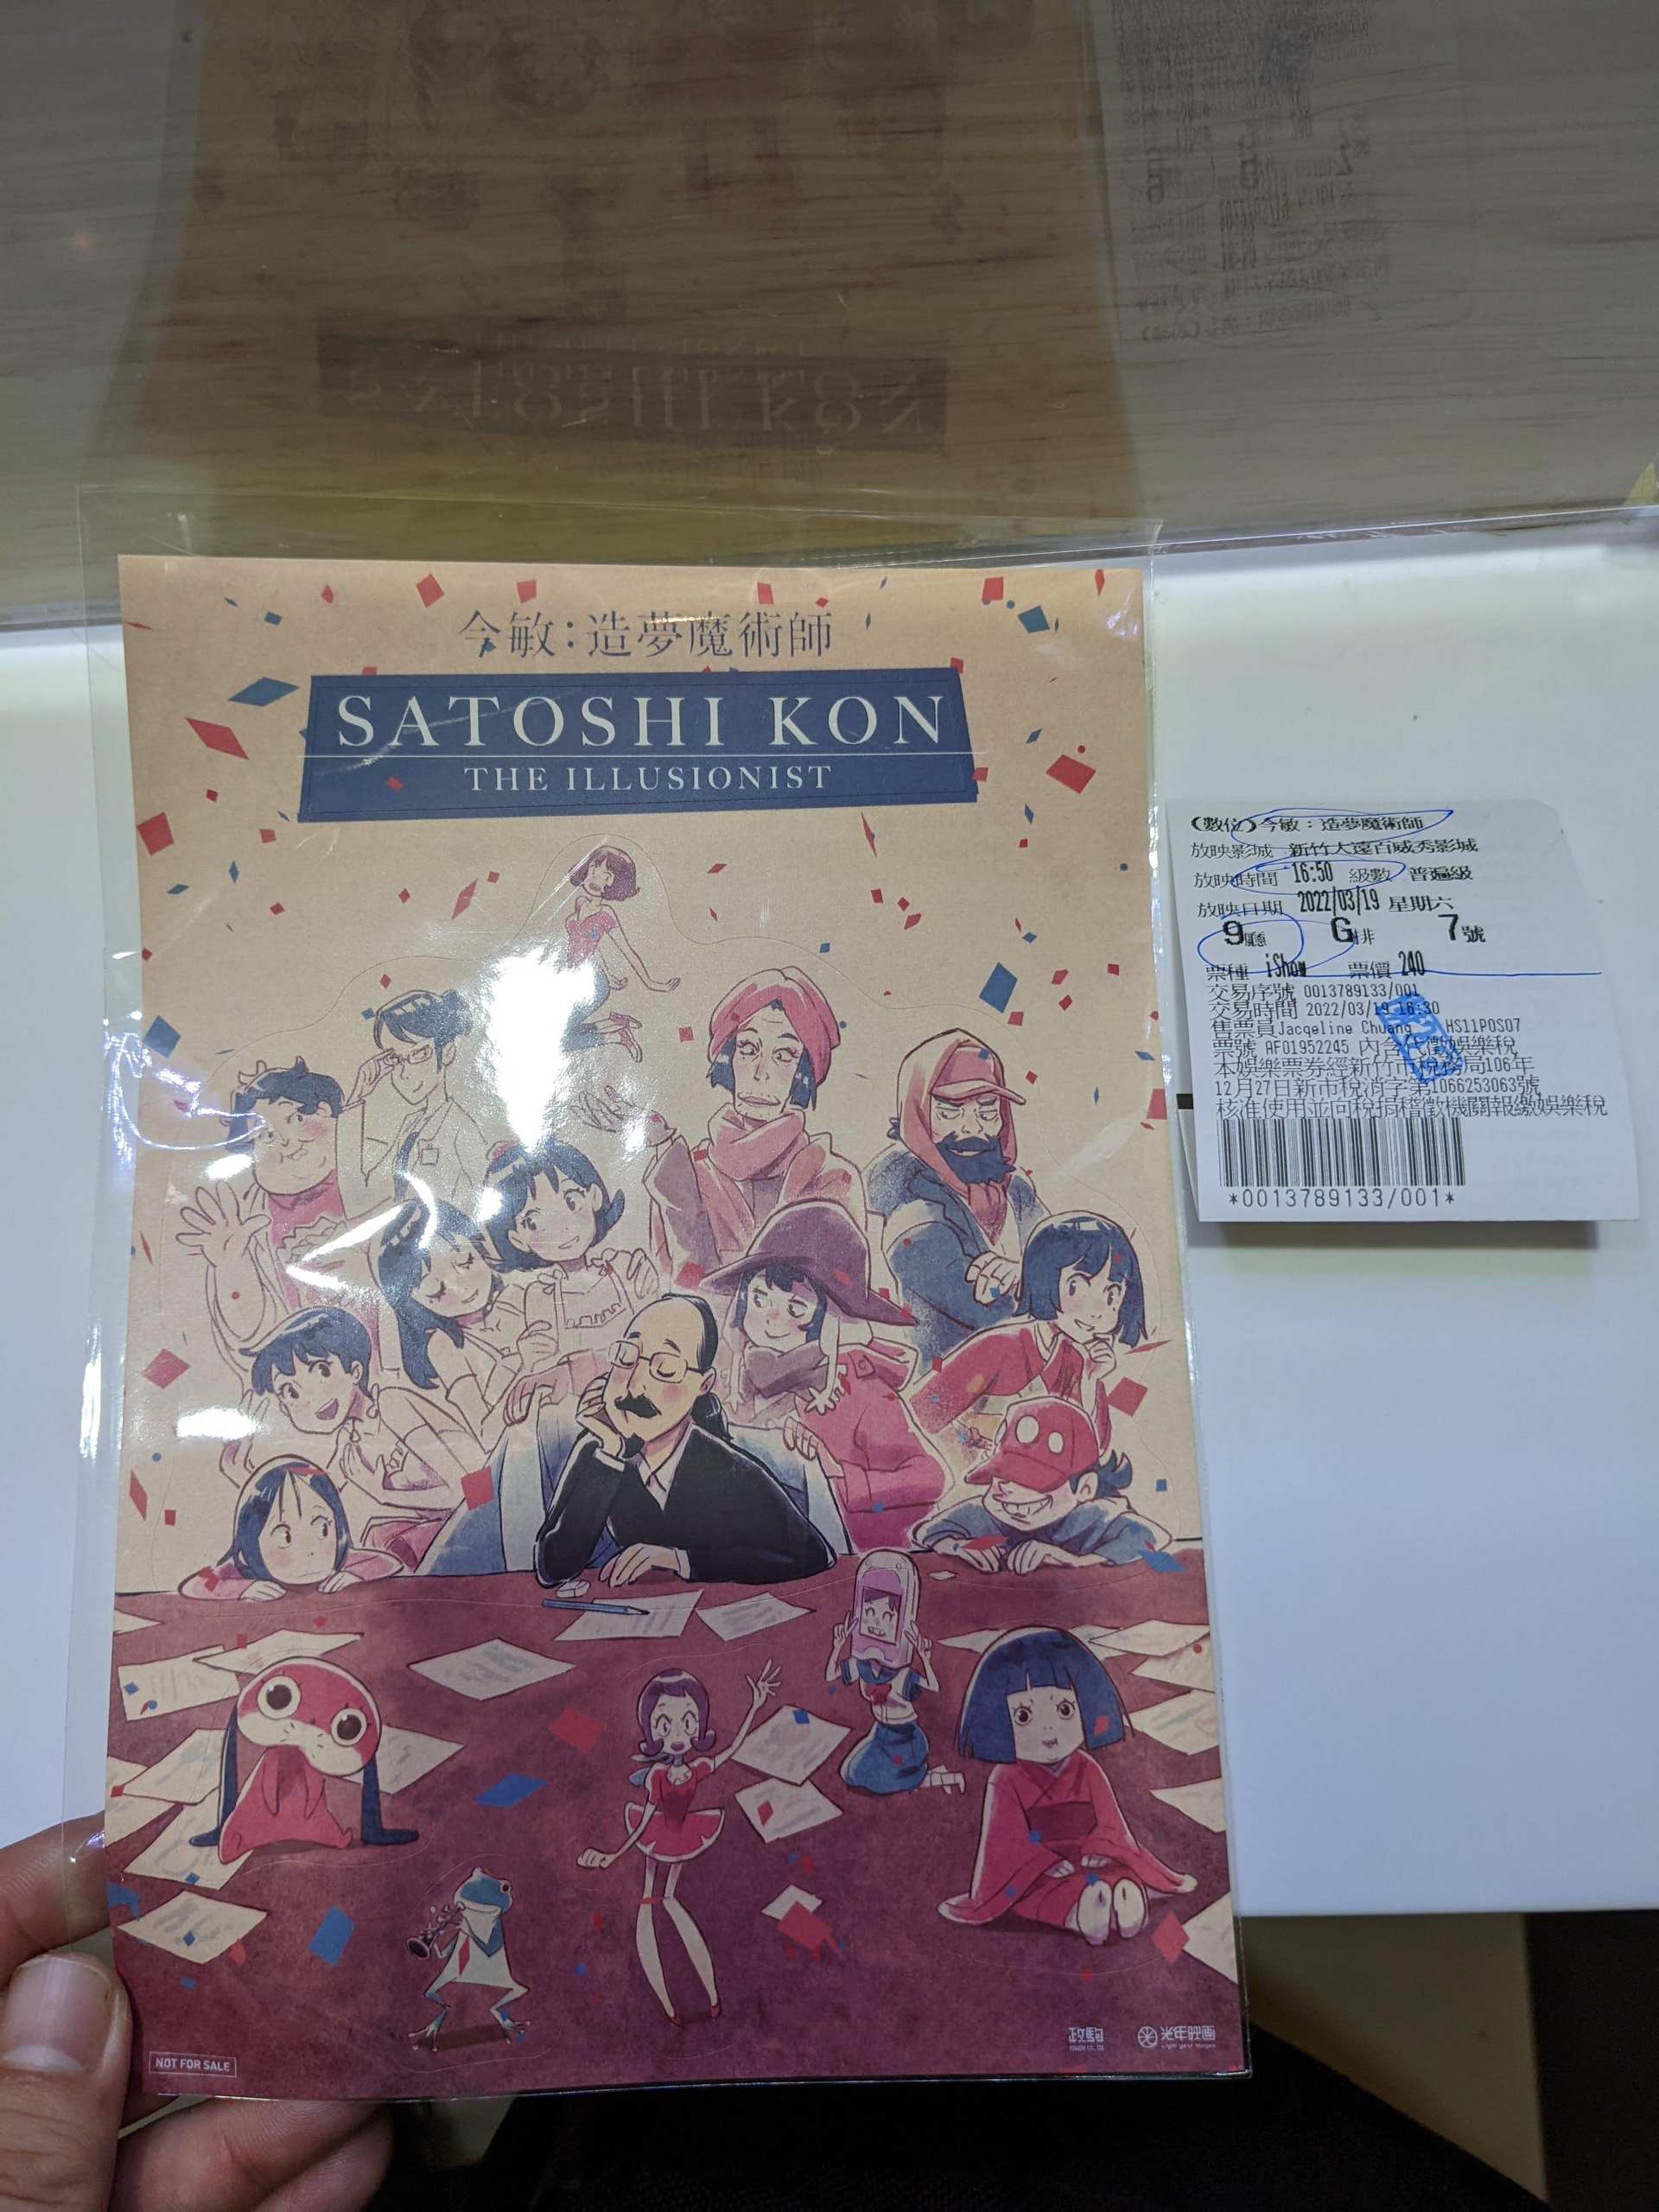 今敏：造夢魔術師
SATOSHI KON
THE ILLUSIONIST
NOT FOR SALE
光年映画
(數位)今敏：造夢魔術師
放映影城 新竹大遠百威秀影城
放映時間 16:50 級數 普遍級
放映日期 2022/03/19 星期六
9廳 G排 7號
票種 iShow 票價 240
交易序號 0013789133/001
交易時間 2022/03/19 16:30
售票員Jacqeline Chuang HS11POS07
票號 AF01952245 內含代徵娛樂稅
本娛樂票券經新竹市稅務局106年
12月27日新市稅消字第1066253063號
核准使用並向稅捐稽徵機關報繳娛樂稅
*0013789133/001*